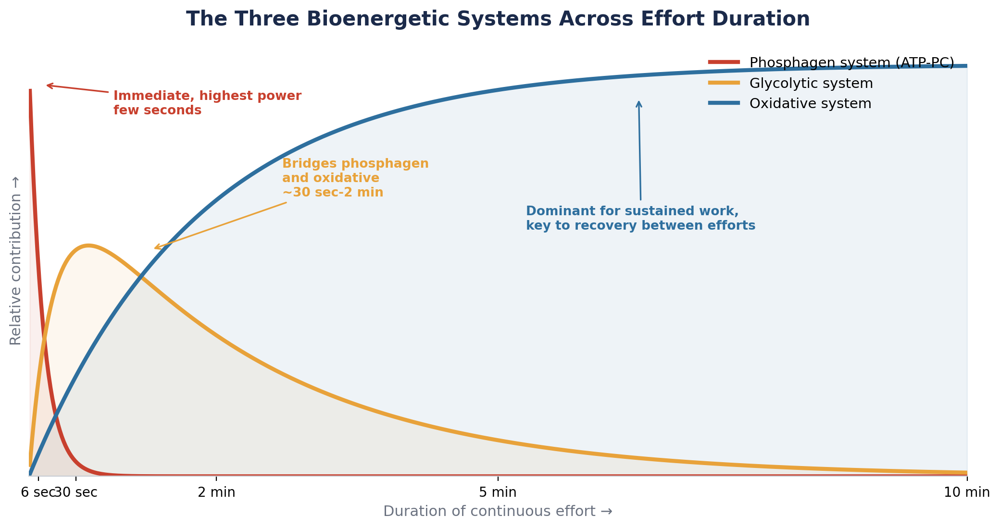 The Three Bioenergetic Systems Across Effort Duration
Phosphagen system (ATP-PC)
Glycolytic system
Oxidative system
Immediate, highest power
few seconds
Bridges phosphagen
and oxidative
~30 sec-2 min
Dominant for sustained work,
key to recovery between efforts
Relative contribution →
6 sec
30 sec
2 min
5 min
10 min
Duration of continuous effort →